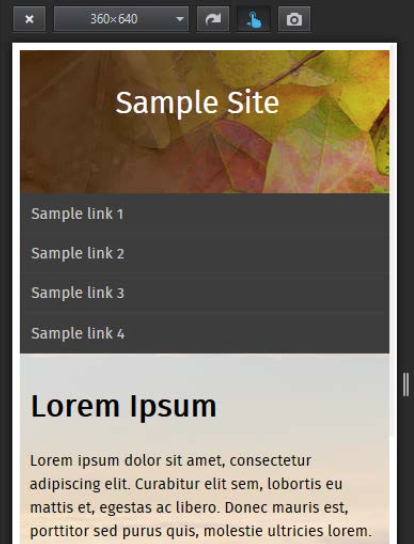 360×640
Sample Site
Sample link 1
Sample link 2
Sample link 3
Sample link 4
Lorem Ipsum
Lorem ipsum dolor sit amet, consectetur
adipiscing elit. Curabitur elit sem, lobortis eu
mattis et, egestas ac libero. Donec mauris est,
porttitor sed purus quis, molestie ultricies lorem.